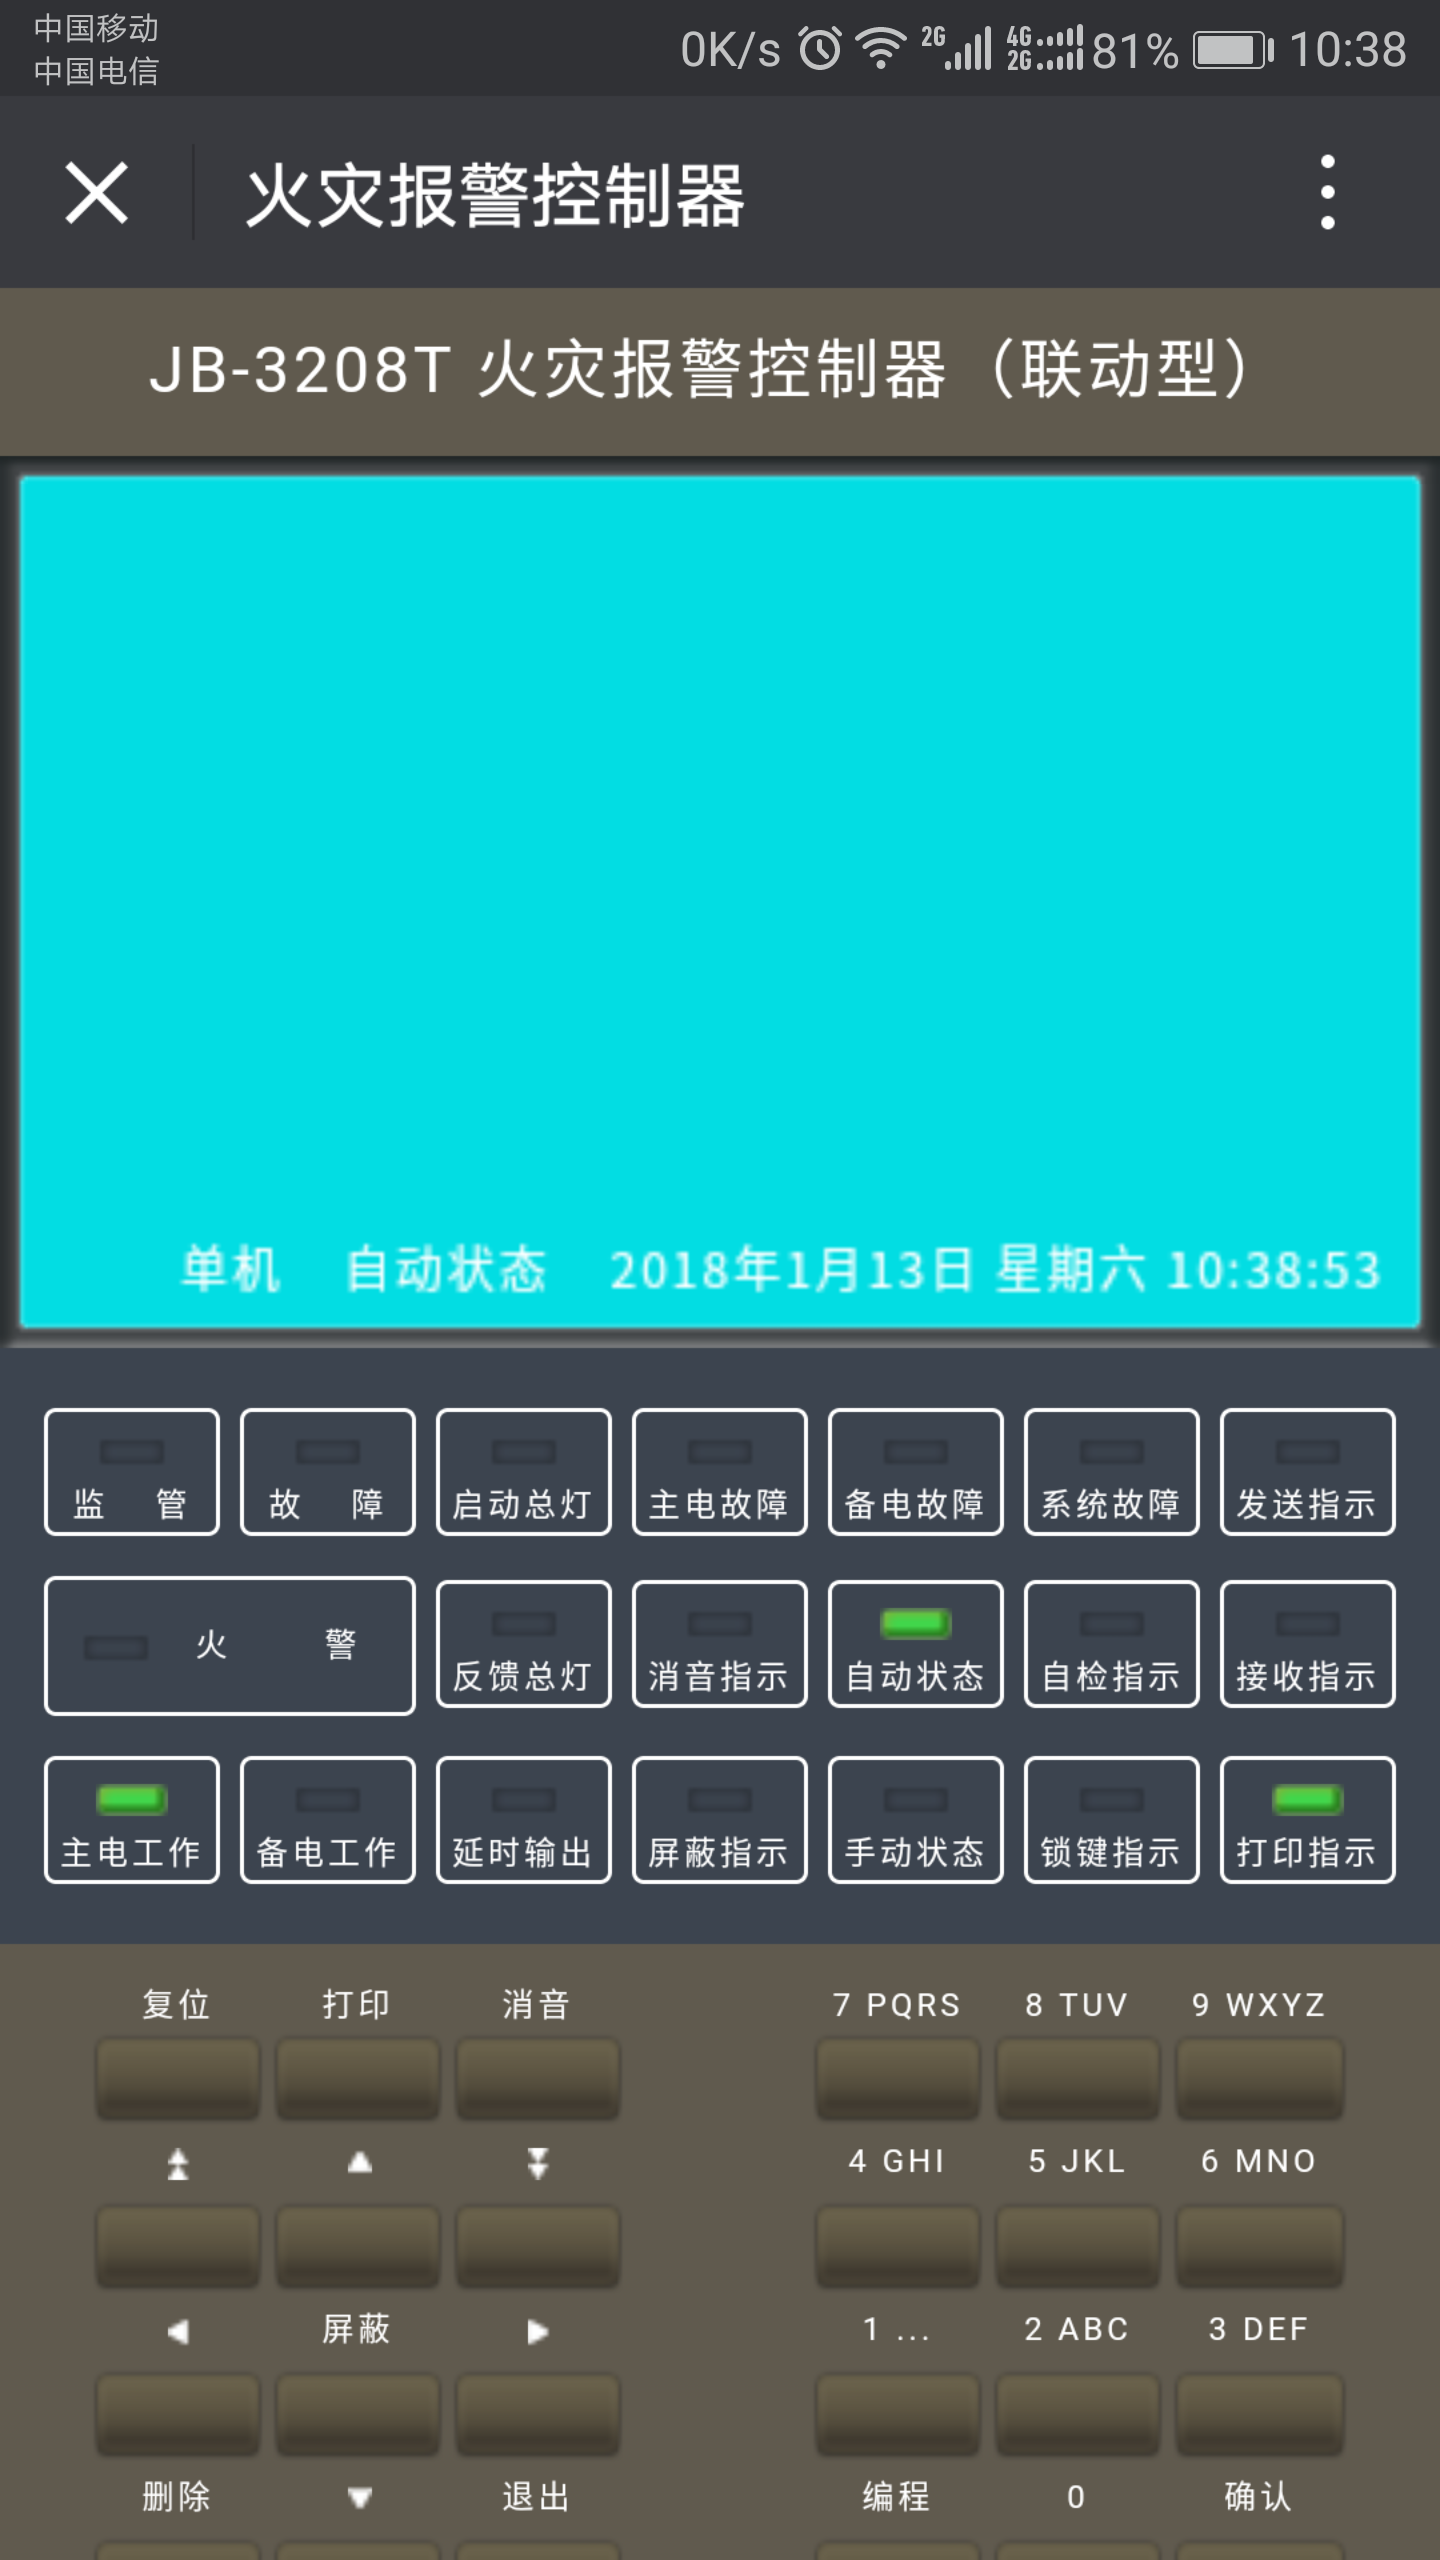 中国移动
中国电信
0K/s 2G 4G 2G 81% 10:38
火灾报警控制器
JB-3208T 火灾报警控制器（联动型）
单机 自动状态 2018年1月13日 星期六 10:38:53
监 管 故 障 启动总灯 主电故障 备电故障 系统故障 发送指示
火 警 反馈总灯 消音指示 自动状态 自检指示 接收指示
主电工作 备电工作 延时输出 屏蔽指示 手动状态 锁键指示 打印指示
复位 打印 消音 7 PQRS 8 TUV 9 WXYZ
4 GHI 5 JKL 6 MNO
屏蔽 1 ... 2 ABC 3 DEF
删除 退出 编程 0 确认